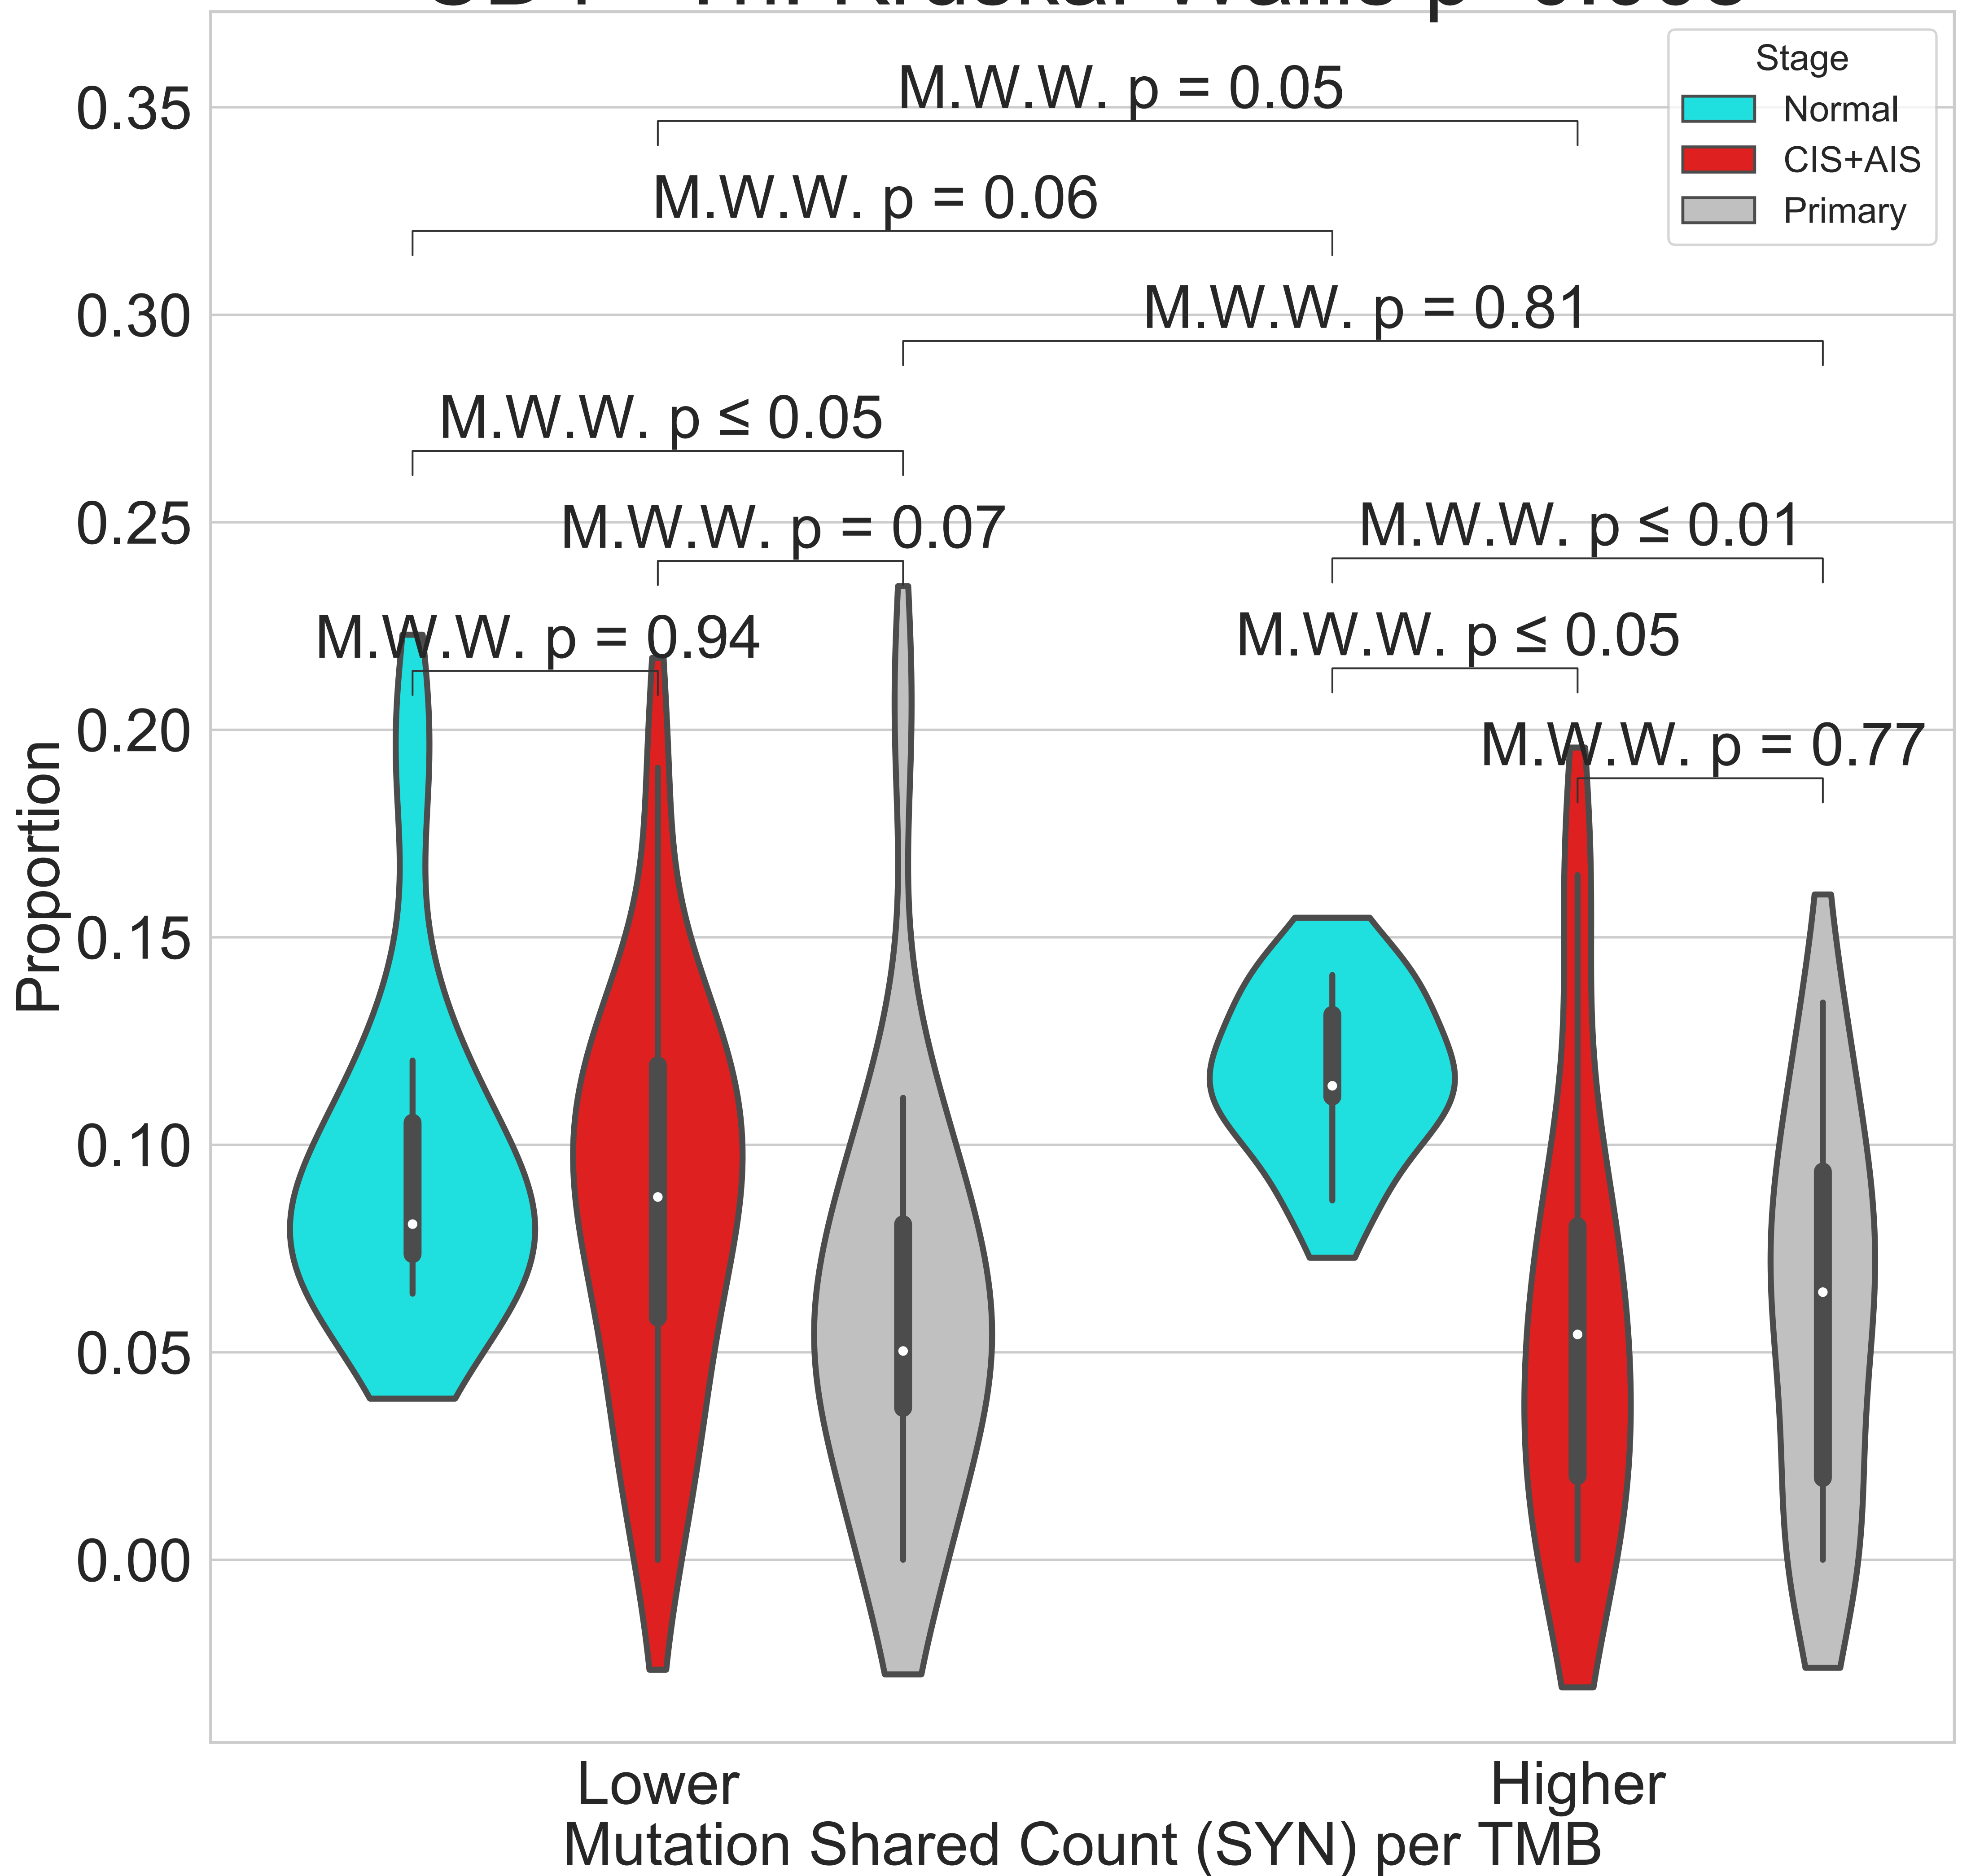 Stage
Normal
CIS+AIS
Primary
M.W.W. p = 0.05
M.W.W. p = 0.06
M.W.W. p = 0.81
M.W.W. p ≤ 0.05
M.W.W. p = 0.07
M.W.W. p ≤ 0.01
M.W.W. p = 0.94
M.W.W. p ≤ 0.05
M.W.W. p = 0.77
0.35
0.30
0.25
0.20
0.15
0.10
0.05
0.00
Proportion
Lower
Higher
Mutation Shared Count (SYN) per TMB